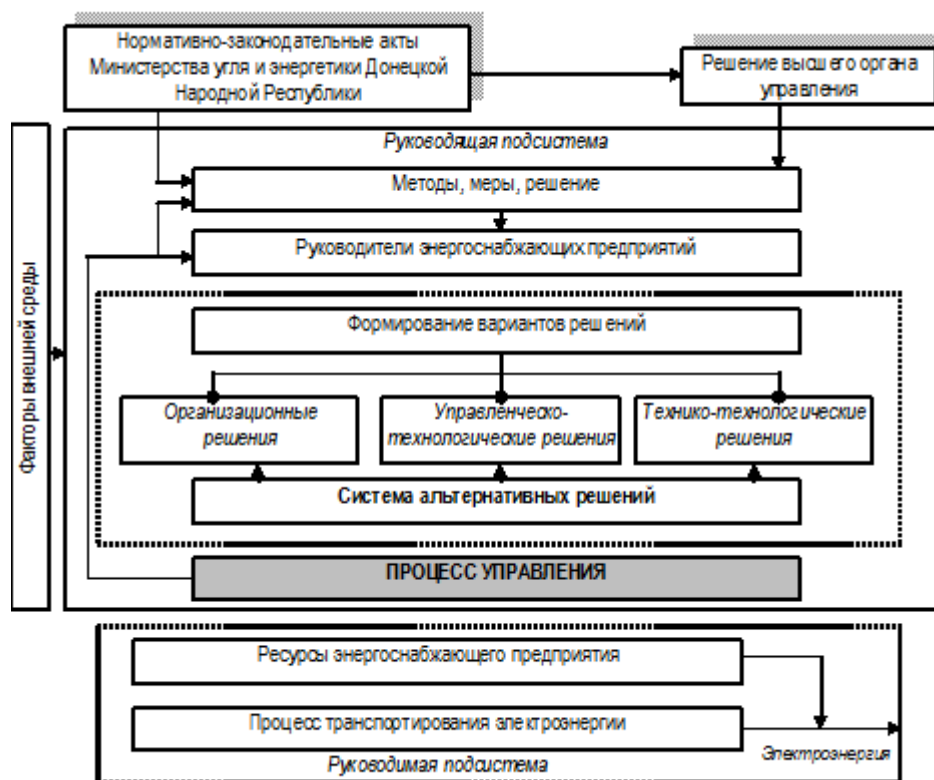 Нормативно-законодательные акты
Министерства угля и энергетики Донецкой
Народной Республики
Решение высшего органа
управления
Факторы внешней среды
Руководящая подсистема
Методы, меры, решение
Руководители энергоснабжающих предприятий
Формирование вариантов решений
Организационные
решения
Управленческо-
технологические решения
Технико-технологические
решения
Система альтернативных решений
ПРОЦЕСС УПРАВЛЕНИЯ
Ресурсы энергоснабжающего предприятия
Процесс транспортирования электроэнергии
Электроэнергия
Руководимая подсистема